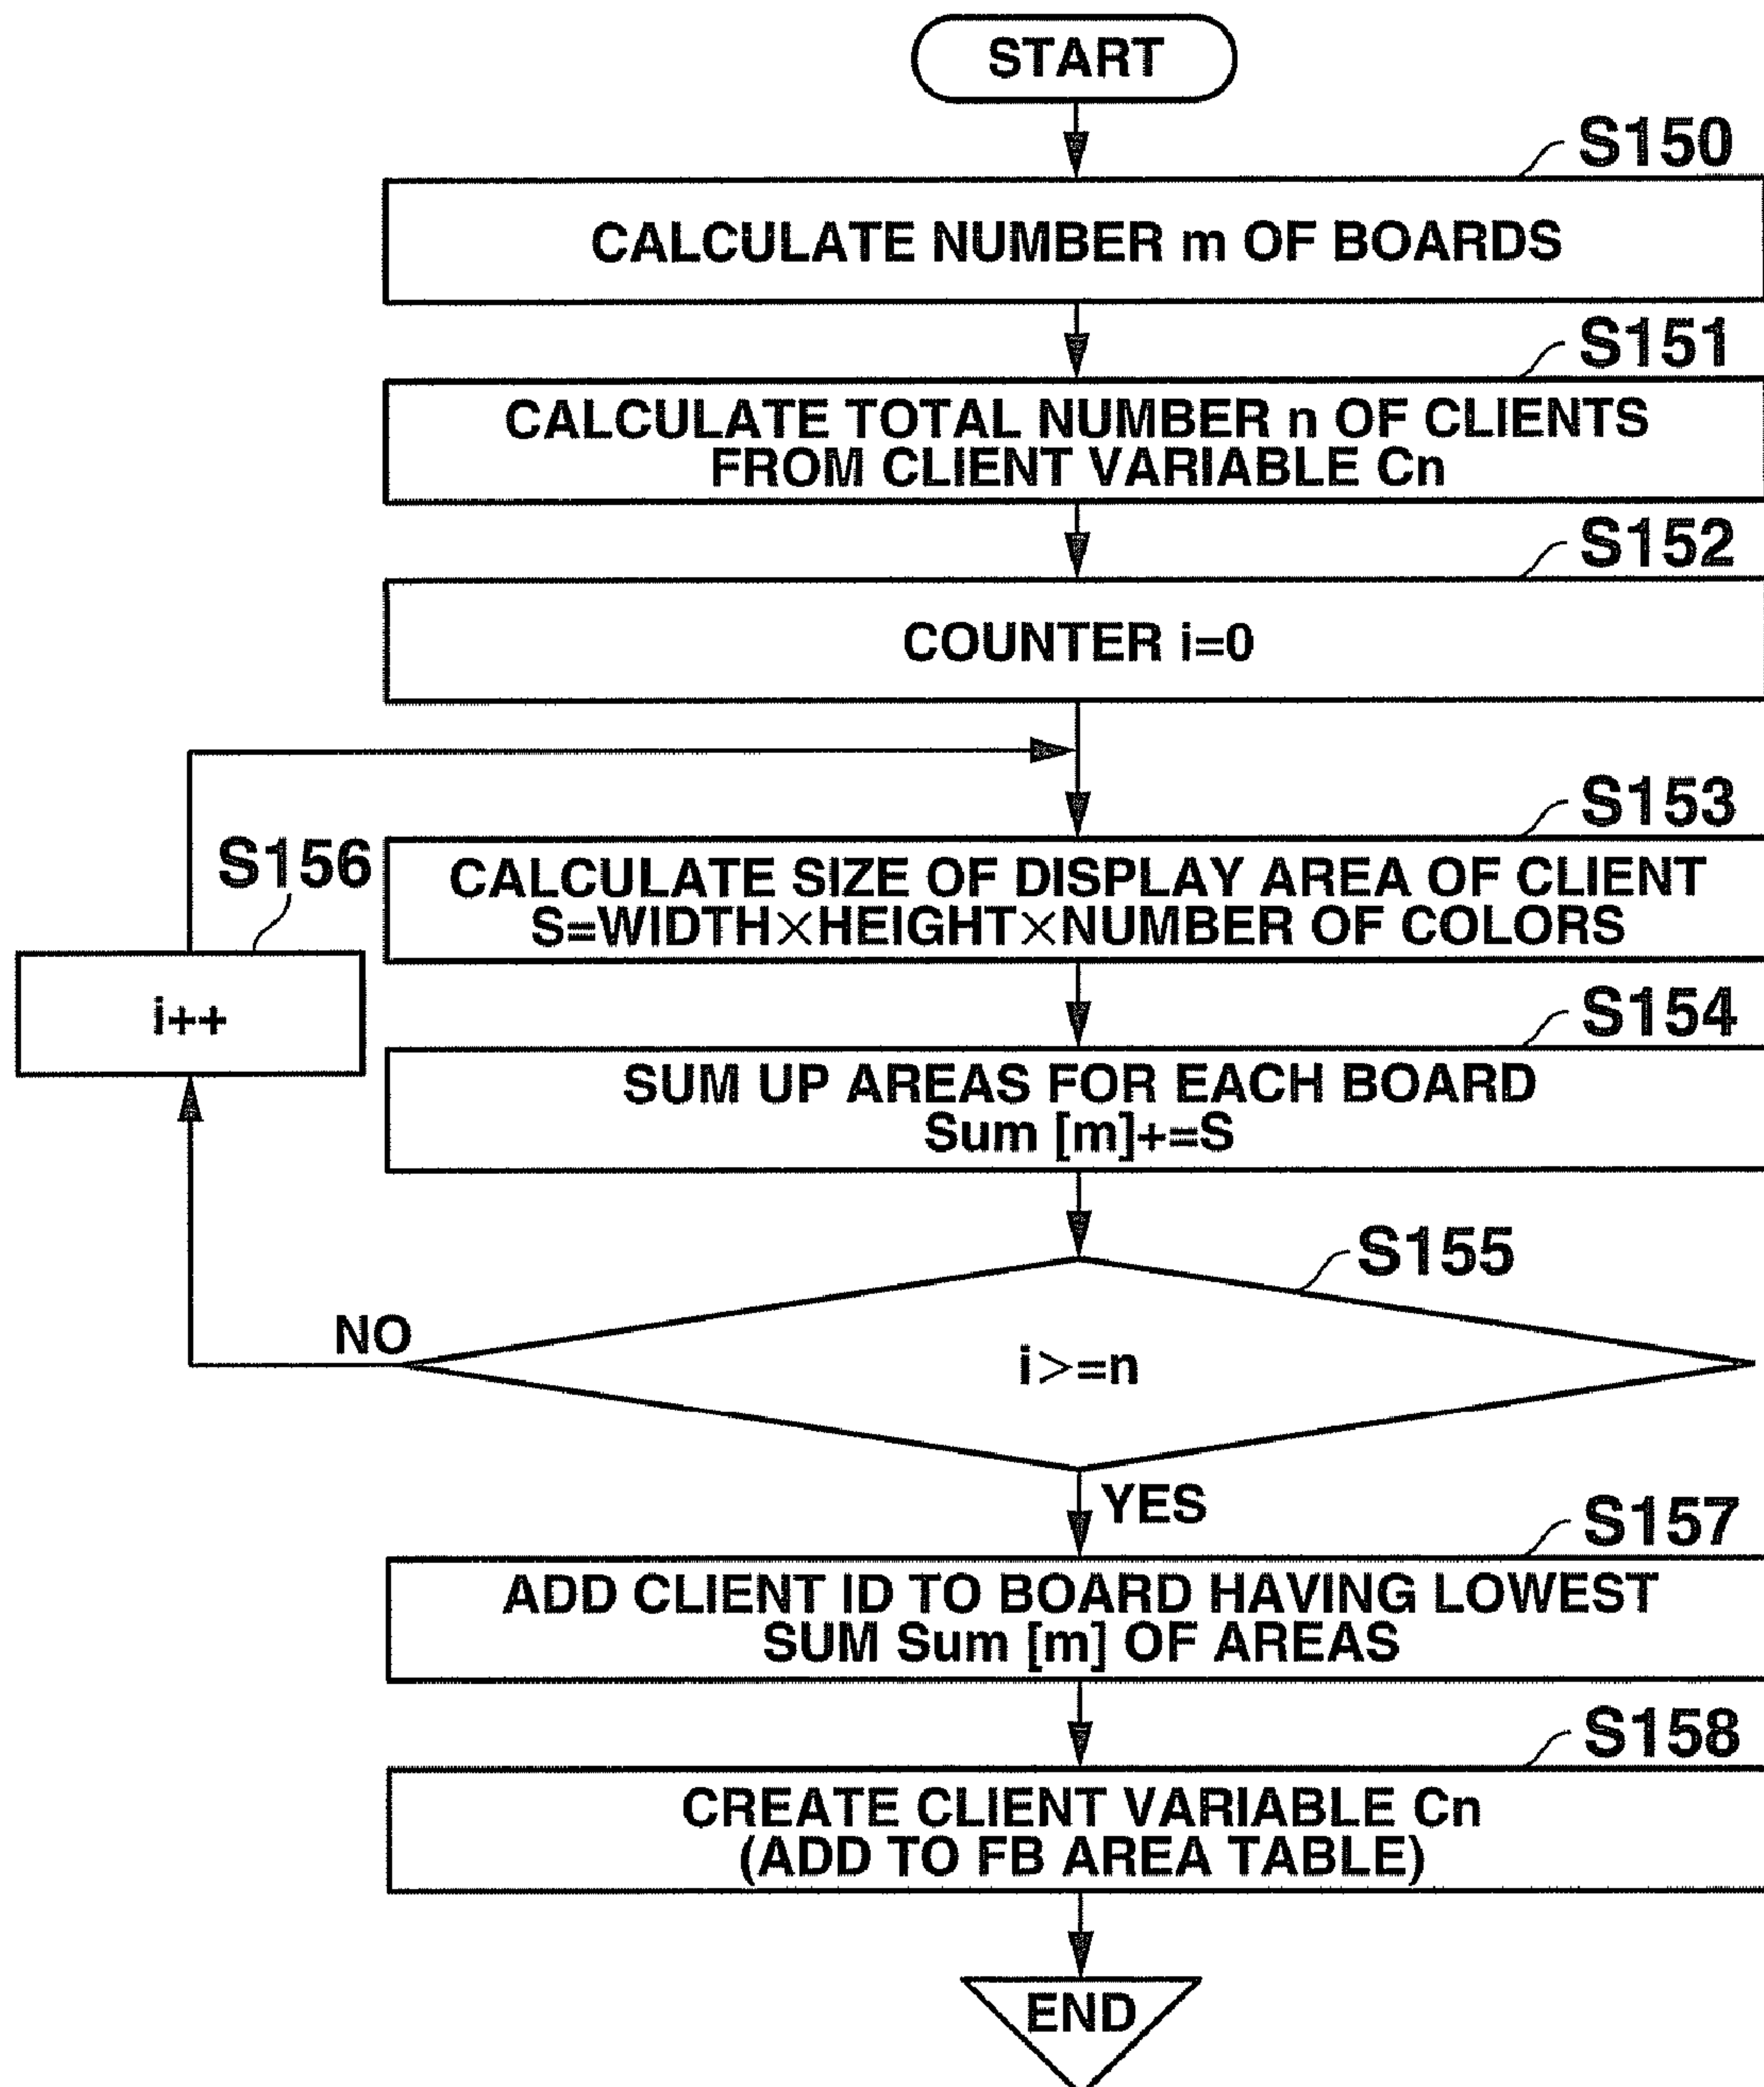 START
S150
CALCULATE NUMBER m OF BOARDS
S151
CALCULATE TOTAL NUMBER n OF CLIENTS
FROM CLIENT VARIABLE Cn
S152
COUNTER i=0
S153
CALCULATE SIZE OF DISPLAY AREA OF CLIENT
S=WIDTH×HEIGHT×NUMBER OF COLORS
S156
i++
S154
SUM UP AREAS FOR EACH BOARD
Sum [m]+=S
S155
NO
i>=n
YES
S157
ADD CLIENT ID TO BOARD HAVING LOWEST
SUM Sum [m] OF AREAS
S158
CREATE CLIENT VARIABLE Cn
(ADD TO FB AREA TABLE)
END